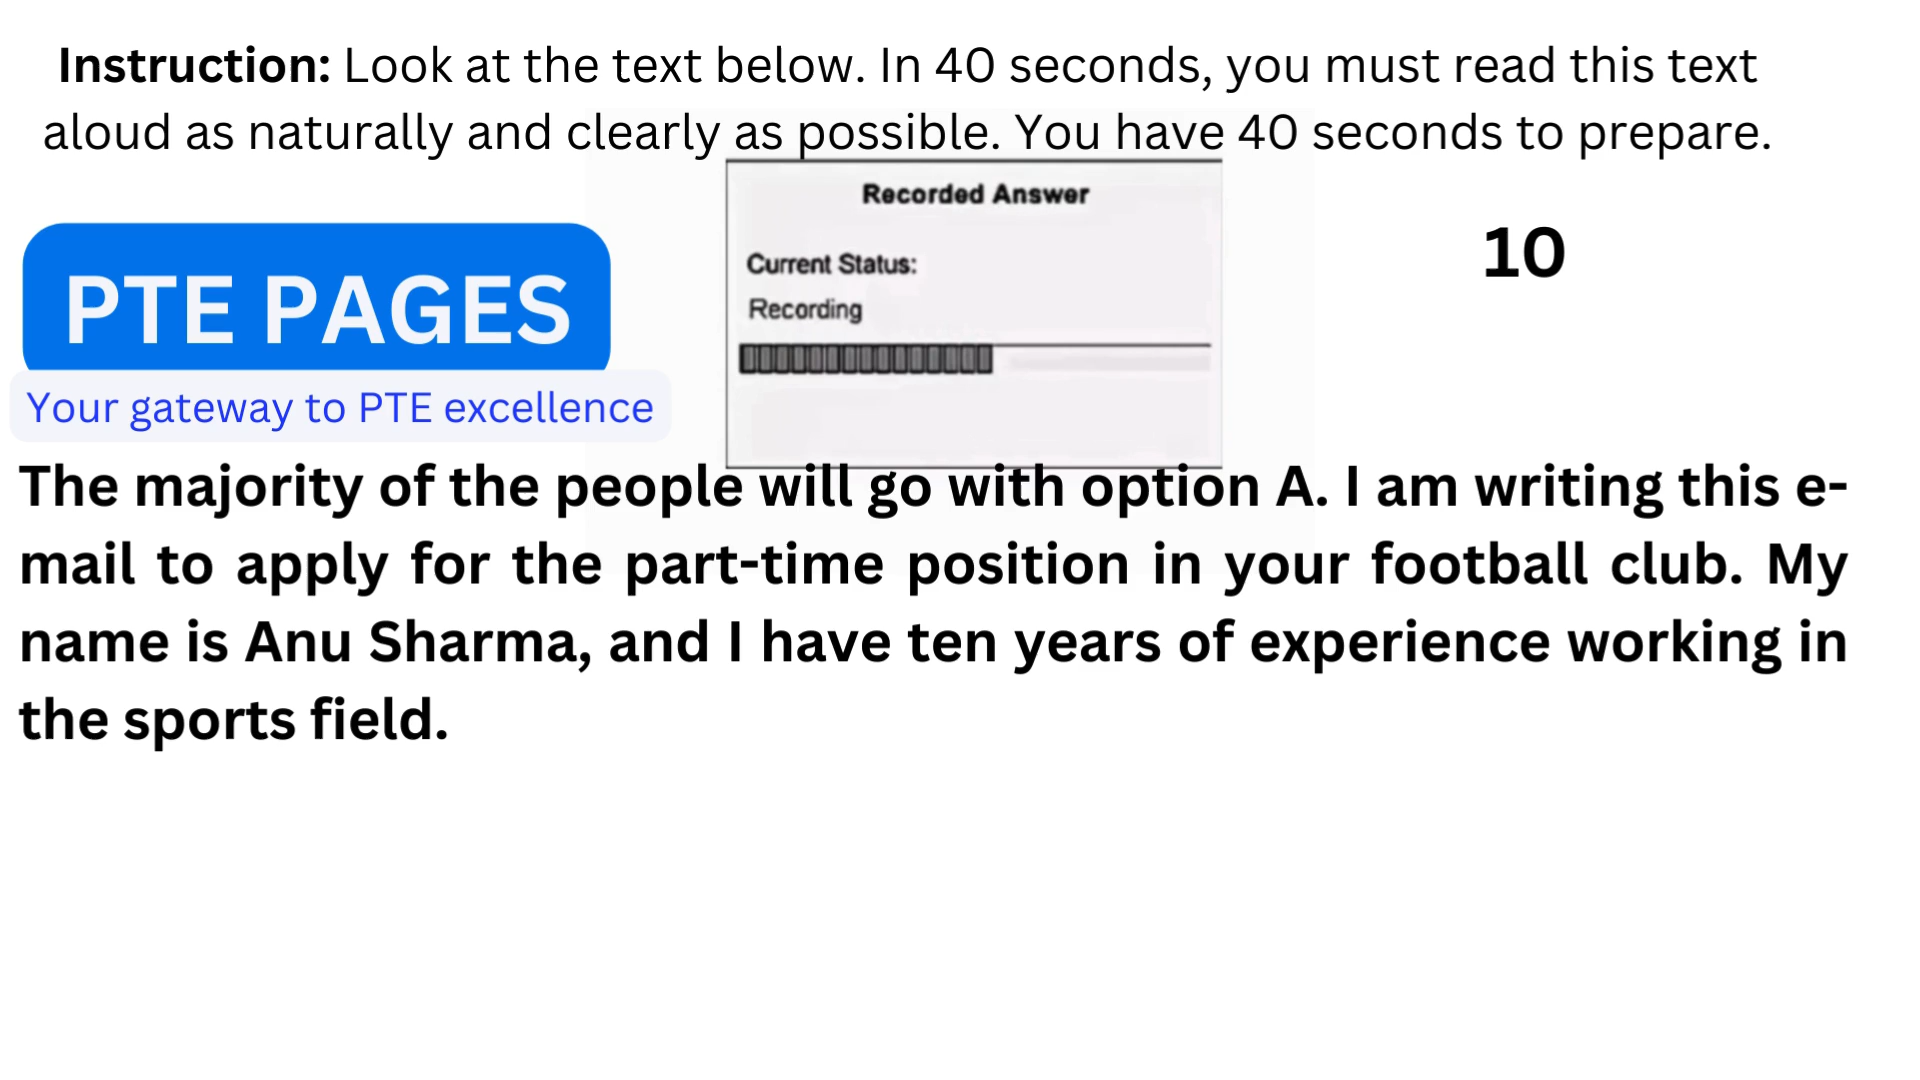 Instruction: Look at the text below. In 40 seconds, you must read this text
aloud as naturally and clearly as possible. You have 40 seconds to prepare.
Recorded Answer
Current Status:
Recording
10
PTE PAGES
Your gateway to PTE excellence
The majority of the people will go with option A. I am writing this e-
mail to apply for the part-time position in your football club. My
name is Anu Sharma, and I have ten years of experience working in
the sports field.